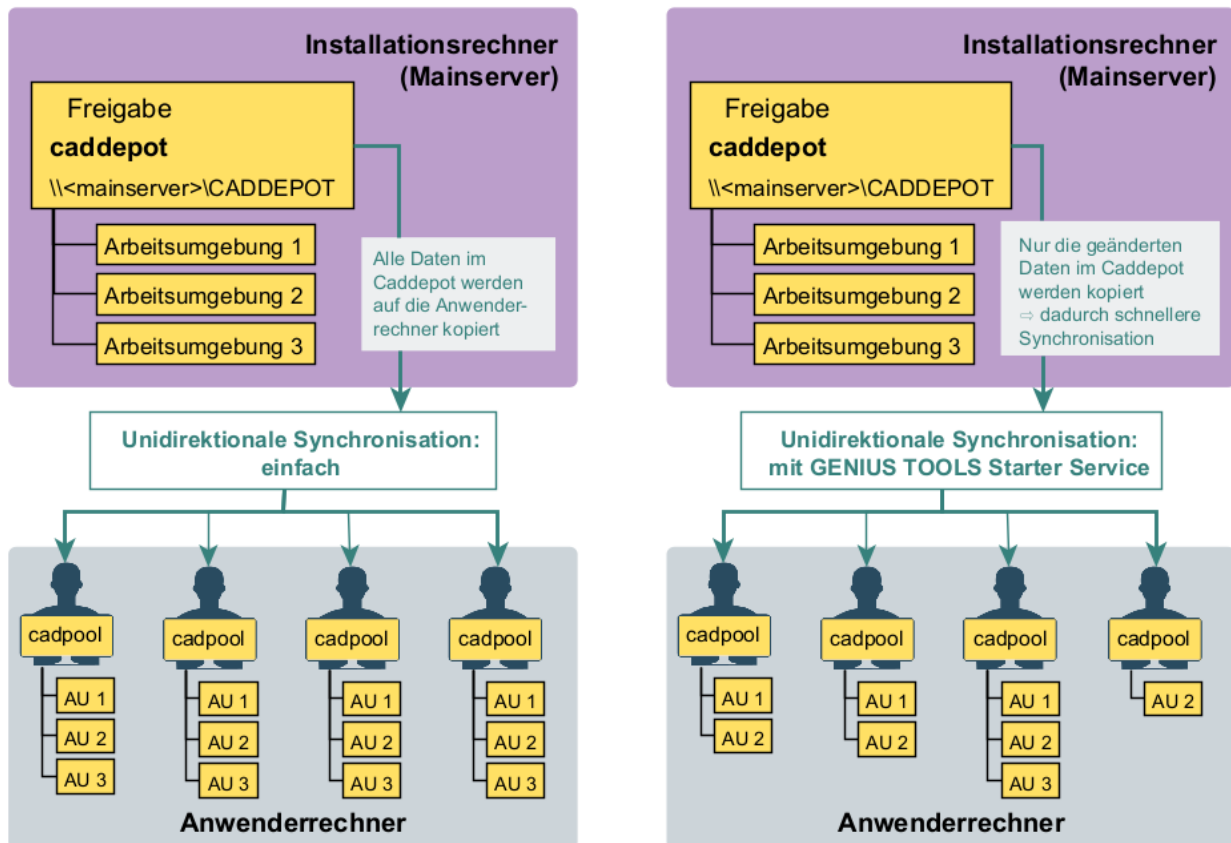 Installationsrechner
(Mainserver)
Freigabe
caddepot
\\<mainserver>\CADDEPOT
Arbeitsumgebung 1
Arbeitsumgebung 2
Arbeitsumgebung 3
Alle Daten im
Caddepot werden
auf die Anwender-
rechner kopiert
Unidirektionale Synchronisation:
einfach
cadpool
AU 1
AU 2
AU 3
cadpool
AU 1
AU 2
AU 3
cadpool
AU 1
AU 2
AU 3
cadpool
AU 1
AU 2
AU 3
Anwenderrechner
Installationsrechner
(Mainserver)
Freigabe
caddepot
\\<mainserver>\CADDEPOT
Arbeitsumgebung 1
Arbeitsumgebung 2
Arbeitsumgebung 3
Nur die geänderten
Daten im Caddepot
werden kopiert
⇨ dadurch schnellere
Synchronisation
Unidirektionale Synchronisation:
mit GENIUS TOOLS Starter Service
cadpool
AU 1
AU 2
cadpool
AU 1
AU 2
cadpool
AU 1
AU 2
AU 3
cadpool
AU 2
Anwenderrechner